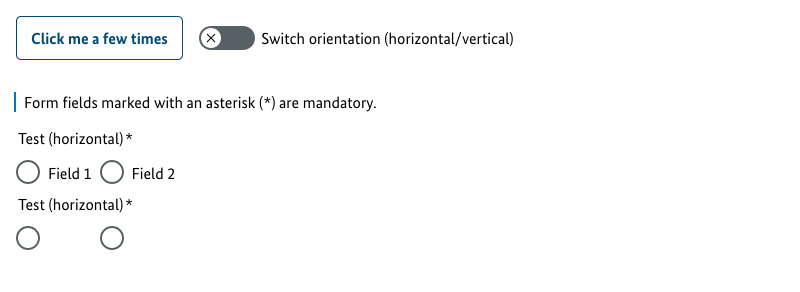 Click me a few times
Switch orientation (horizontal/vertical)
Form fields marked with an asterisk (*) are mandatory.
Test (horizontal)*
Field 1 Field 2
Test (horizontal)*